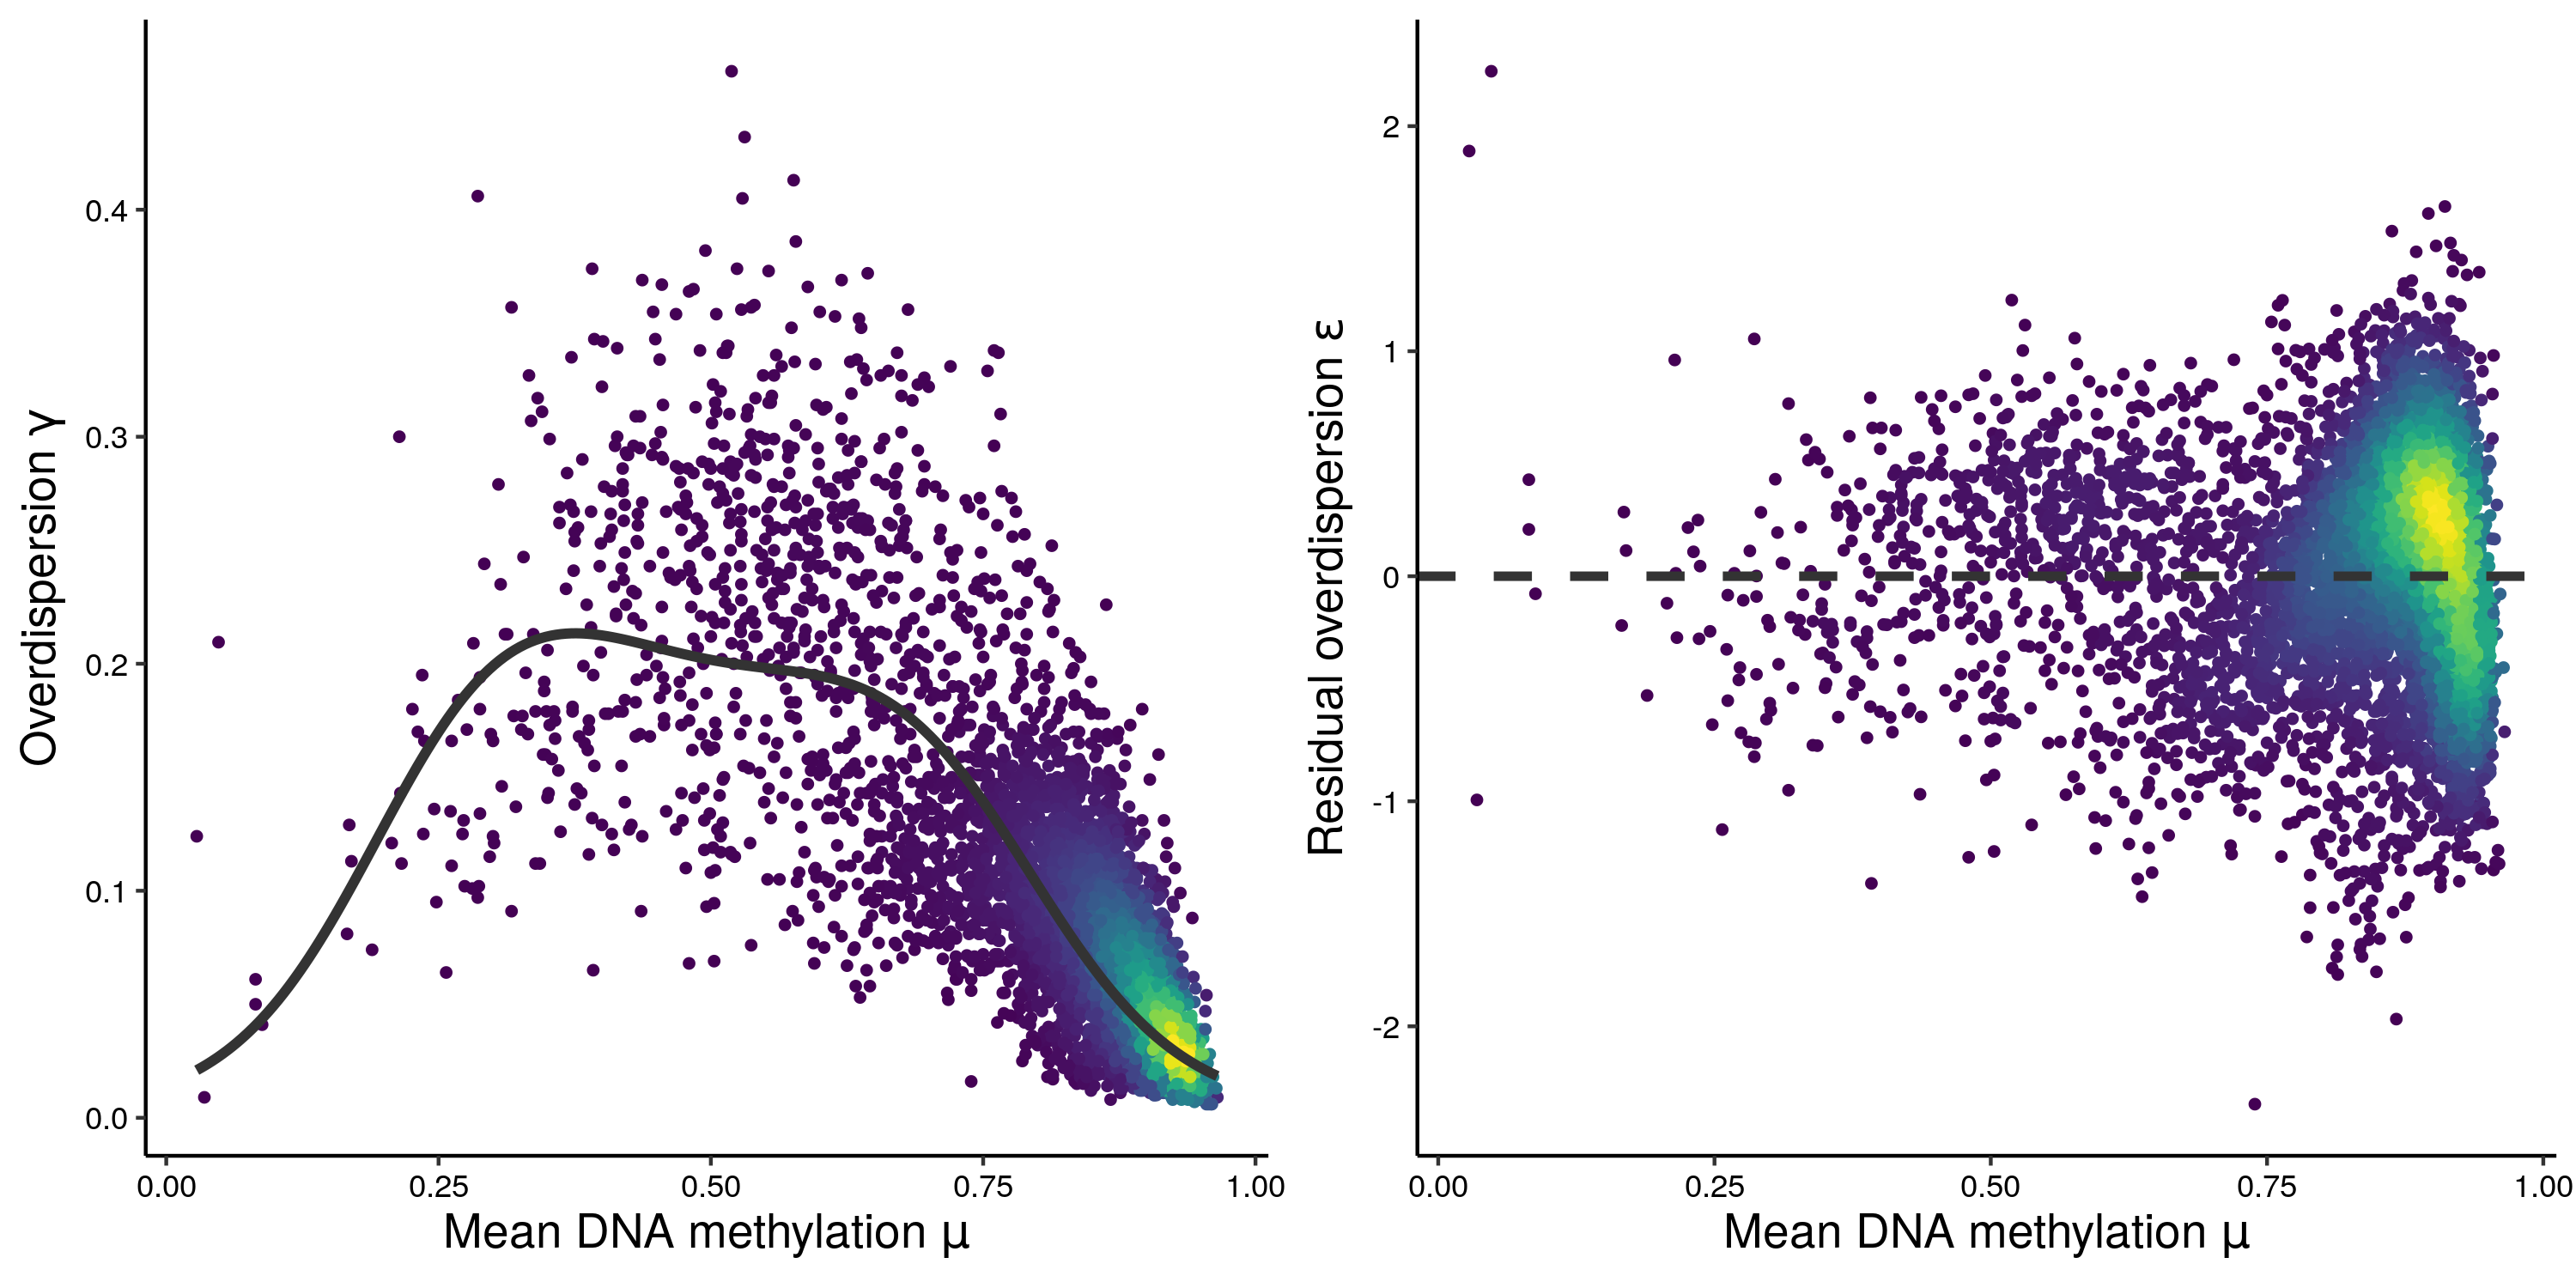 Overdispersion γ
0.4
0.3
0.2
0.1
0.0
0.00 0.25 0.50 0.75 1.00
Mean DNA methylation μ
Residual overdispersion ε
2
1
0
-1
-2
0.00 0.25 0.50 0.75 1.00
Mean DNA methylation μ